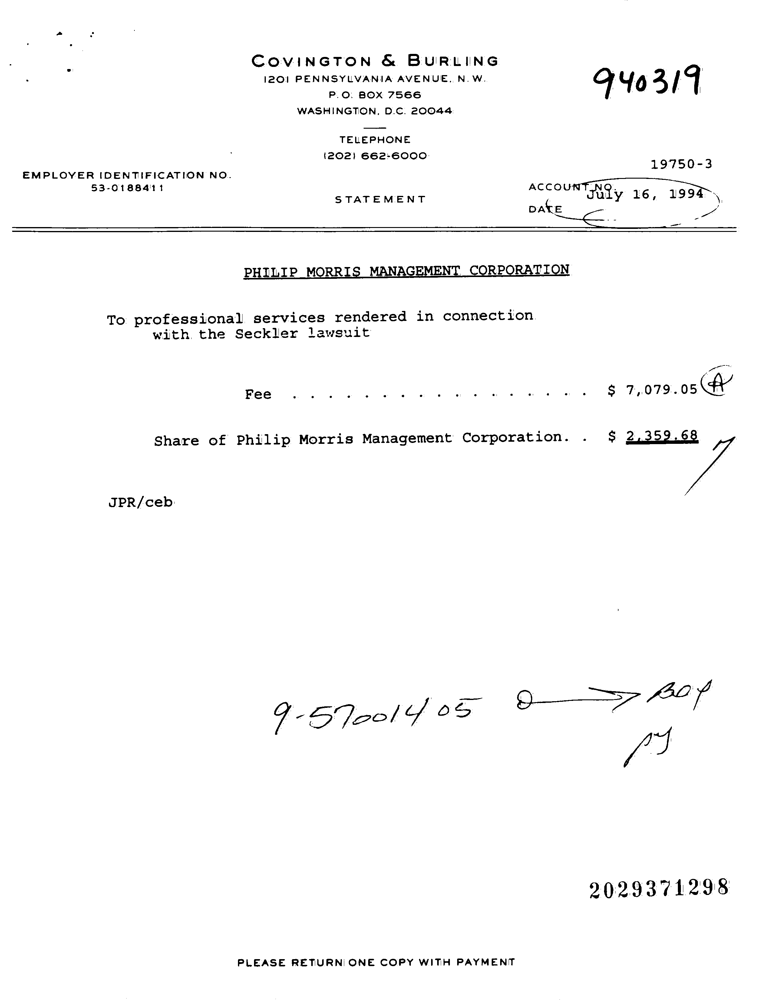 COVINGTON & BURLING
1201 PENNSYLVANIA AVENUE, N.W.
P.O. BOX 7566
WASHINGTON, D.C. 20044
940319
TELEPHONE
(202) 662-6000
19750-3
EMPLOYER IDENTIFICATION NO.
53-0188411
STATEMENT
ACCOUNT NO.
July 16, 1994
DATE
PHILIP MORRIS MANAGEMENT CORPORATION
To professional services rendered in connection
with the Seckler lawsuit
Fee . . . . . . . . . . . . . . . . . $ 7,079.05 A
Share of Philip Morris Management Corporation. . $ 2,359.68
JPR/ceb
9-57001405
2029371298
PLEASE RETURN ONE COPY WITH PAYMENT